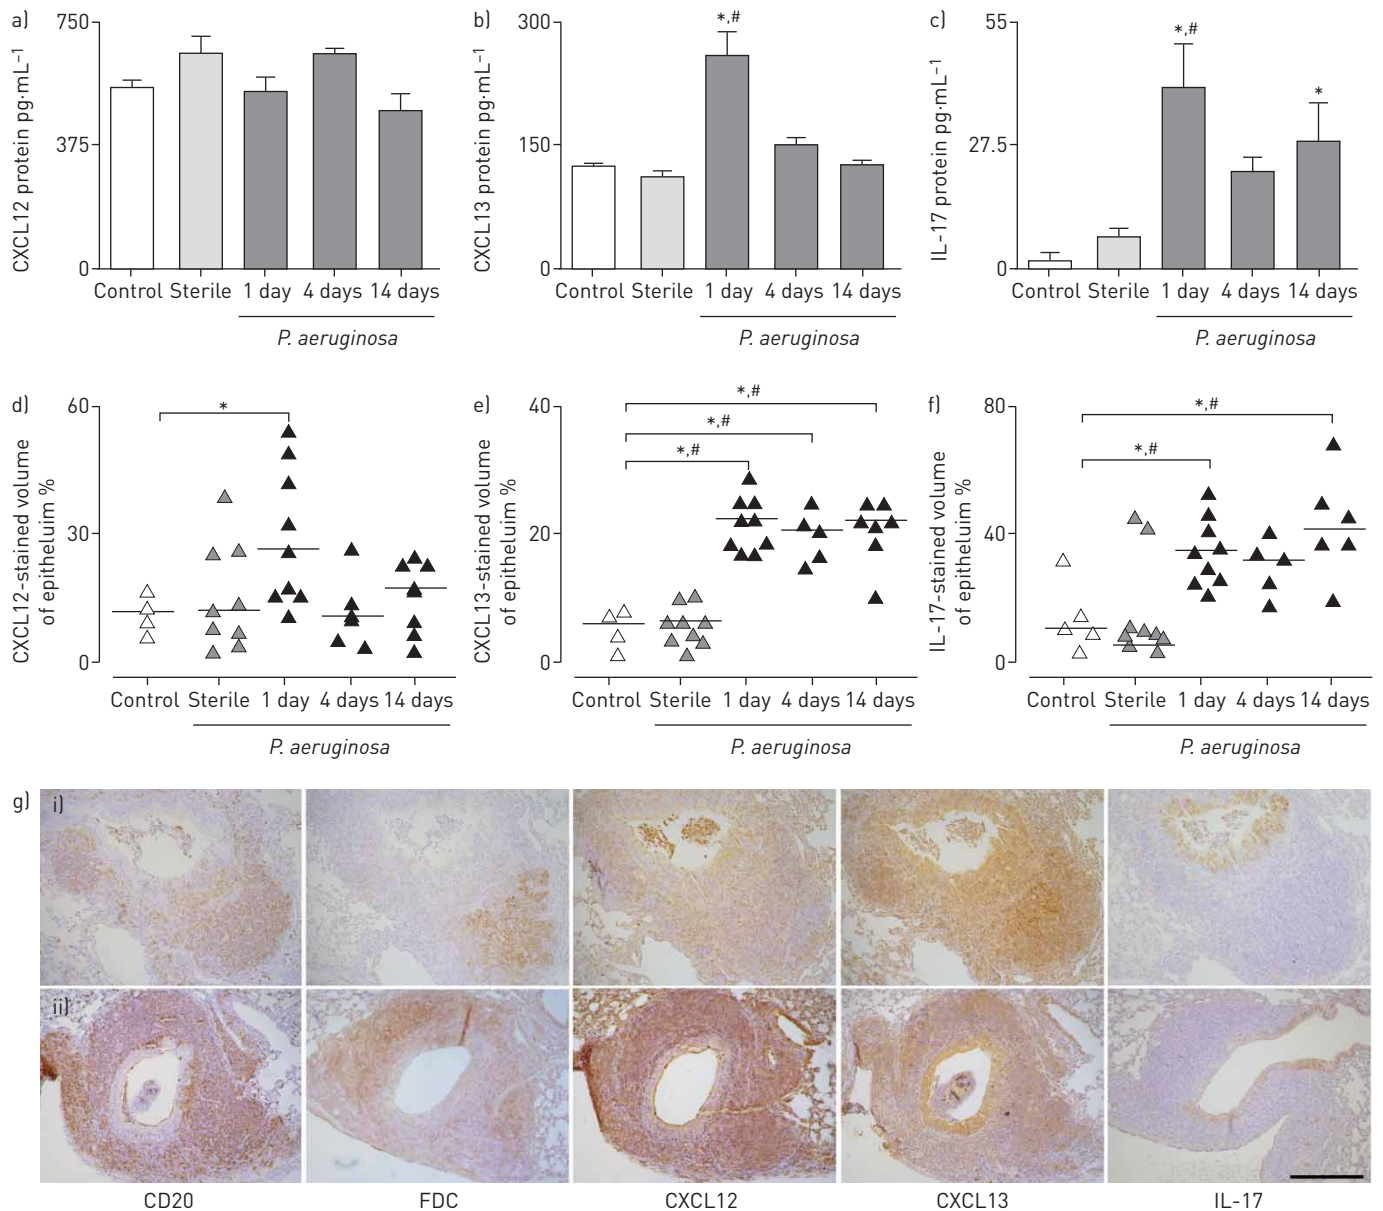 a)
CXCL12 protein pg·mL⁻¹
750
375
0
Control Sterile 1 day 4 days 14 days
P. aeruginosa
b)
CXCL13 protein pg·mL⁻¹
300
150
0
*,#
Control Sterile 1 day 4 days 14 days
P. aeruginosa
c)
IL-17 protein pg·mL⁻¹
55
27.5
0
*,#
*
Control Sterile 1 day 4 days 14 days
P. aeruginosa
d)
CXCL12-stained volume
of epitheluim %
60
30
0
*
Control Sterile 1 day 4 days 14 days
P. aeruginosa
e)
CXCL13-stained volume
of epitheluim %
40
20
0
*,#
*,#
*,#
Control Sterile 1 day 4 days 14 days
P. aeruginosa
f)
IL-17-stained volume
of epitheluim %
80
40
0
*,#
*,#
Control Sterile 1 day 4 days 14 days
P. aeruginosa
g)
i)
ii)
CD20 FDC CXCL12 CXCL13 IL-17